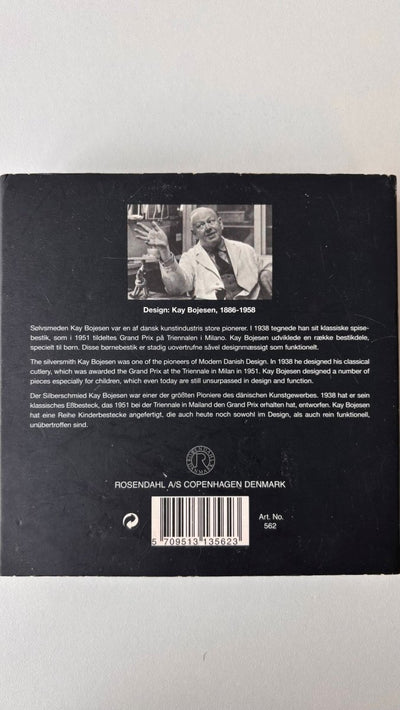 Design: Kay Bojesen, 1886-1958
Sølvsmeden Kay Bojesen var en af dansk kunstindustris store pionerer. I 1938 tegnede han sit klassiske spise-
bestik, som i 1951 tildeltes Grand Prix på Triennalen i Milano. Kay Bojesen udviklede en række bestikdele,
specielt til børn. Disse børnebestik er stadig uovertrufne såvel designmæssigt som funktionelt.
The silversmith Kay Bojesen was one of the pioneers of Modern Danish Design. In 1938 he designed his classical
cutlery, which was awarded the Grand Prix at the Triennale in Milan in 1951. Kay Bojesen designed a number of
pieces especially for children, which even today are still unsurpassed in design and function.
Der Silberschmied Kay Bojesen war einer der größten Pioniere des dänischen Kunstgewerbes. 1938 hat er sein
klassisches Eßbesteck, das 1951 bei der Triennale in Mailand den Grand Prix erhalten hat, entworfen. Kay Bojesen
hat eine Reihe Kinderbestecke angefertigt, die auch heute noch sowohl im Design, als auch rein funktionell,
unübertroffen sind.
R
ROSENDAHL A/S COPENHAGEN DENMARK
Art. No.
562
5 709513 135623